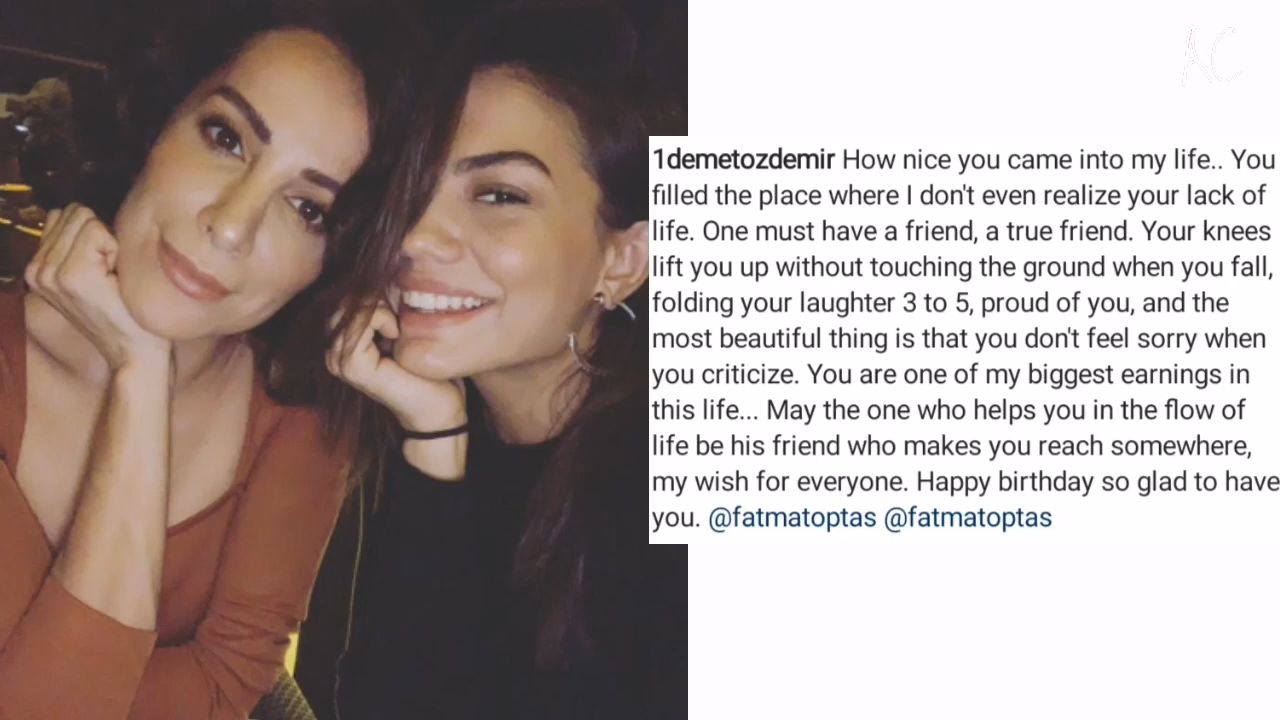 AC
1demetozdemir How nice you came into my life.. You
filled the place where I don't even realize your lack of
life. One must have a friend, a true friend. Your knees
lift you up without touching the ground when you fall,
folding your laughter 3 to 5, proud of you, and the
most beautiful thing is that you don't feel sorry when
you criticize. You are one of my biggest earnings in
this life... May the one who helps you in the flow of
life be his friend who makes you reach somewhere,
my wish for everyone. Happy birthday so glad to have
you. @fatmatoptas @fatmatoptas